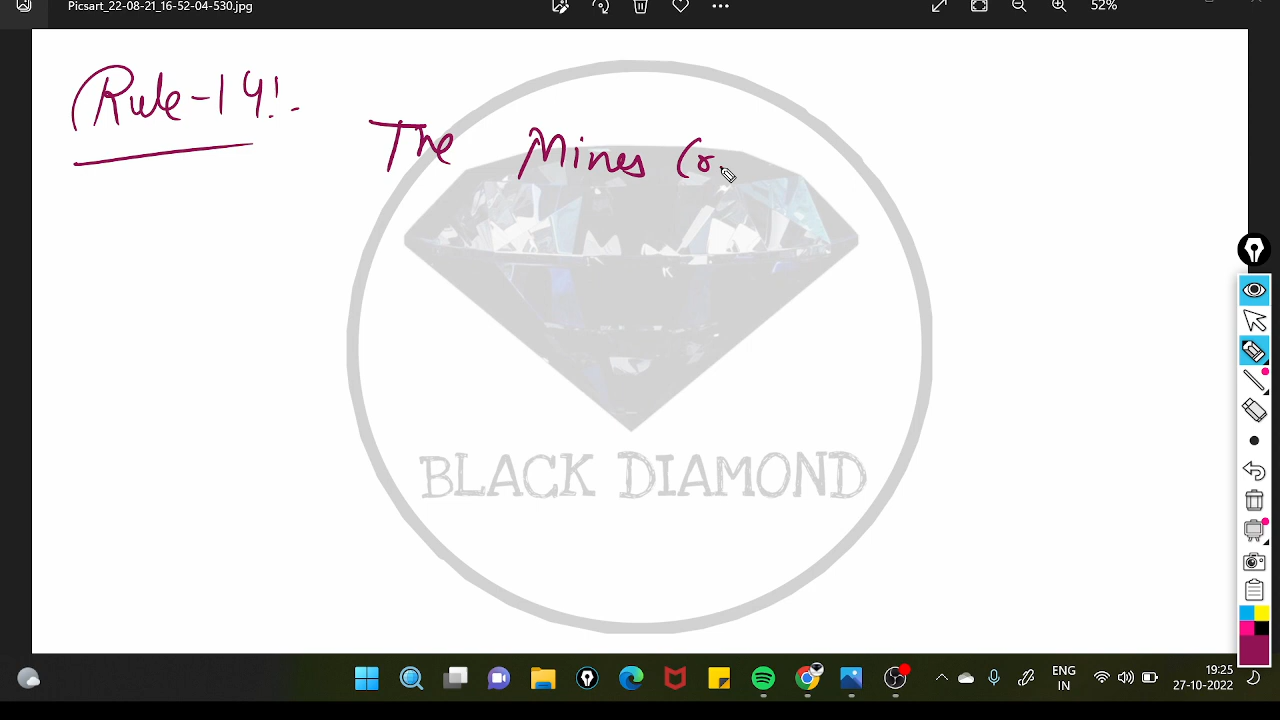 Picsart_22-08-21_16-52-04-530.jpg
52%
Rule-14:-
The Mines
BLACK DIAMOND
ENG
IN
19:25
27-10-2022